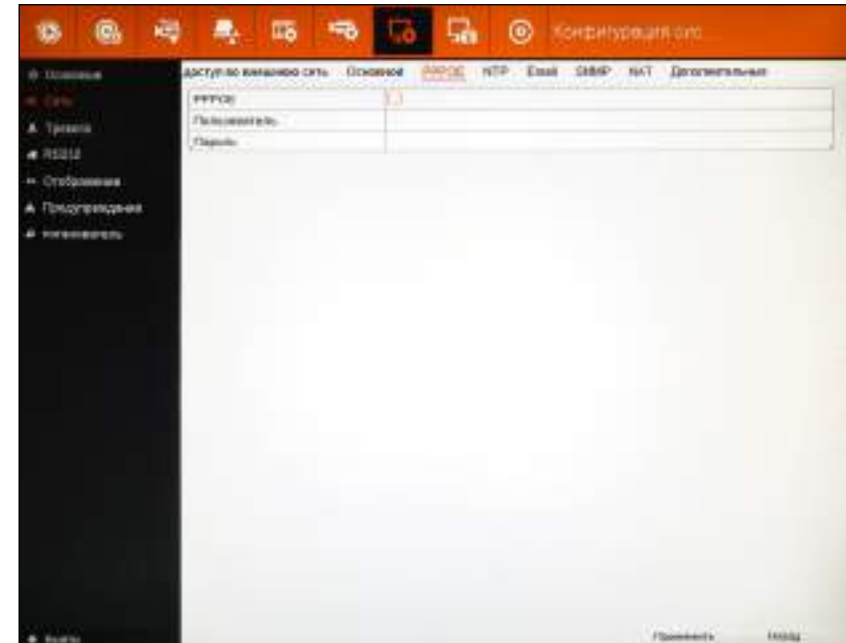 Конфигурация сис...
Основные
доступ во внешнюю сеть Основное PPPOE NTP Email SNMP NAT Дополнительные
Сеть
PPPOE
Пользователь
Тревога
Пароль
RS232
Отображение
Предупреждения
Пользователь
Выйти
Применить Назад